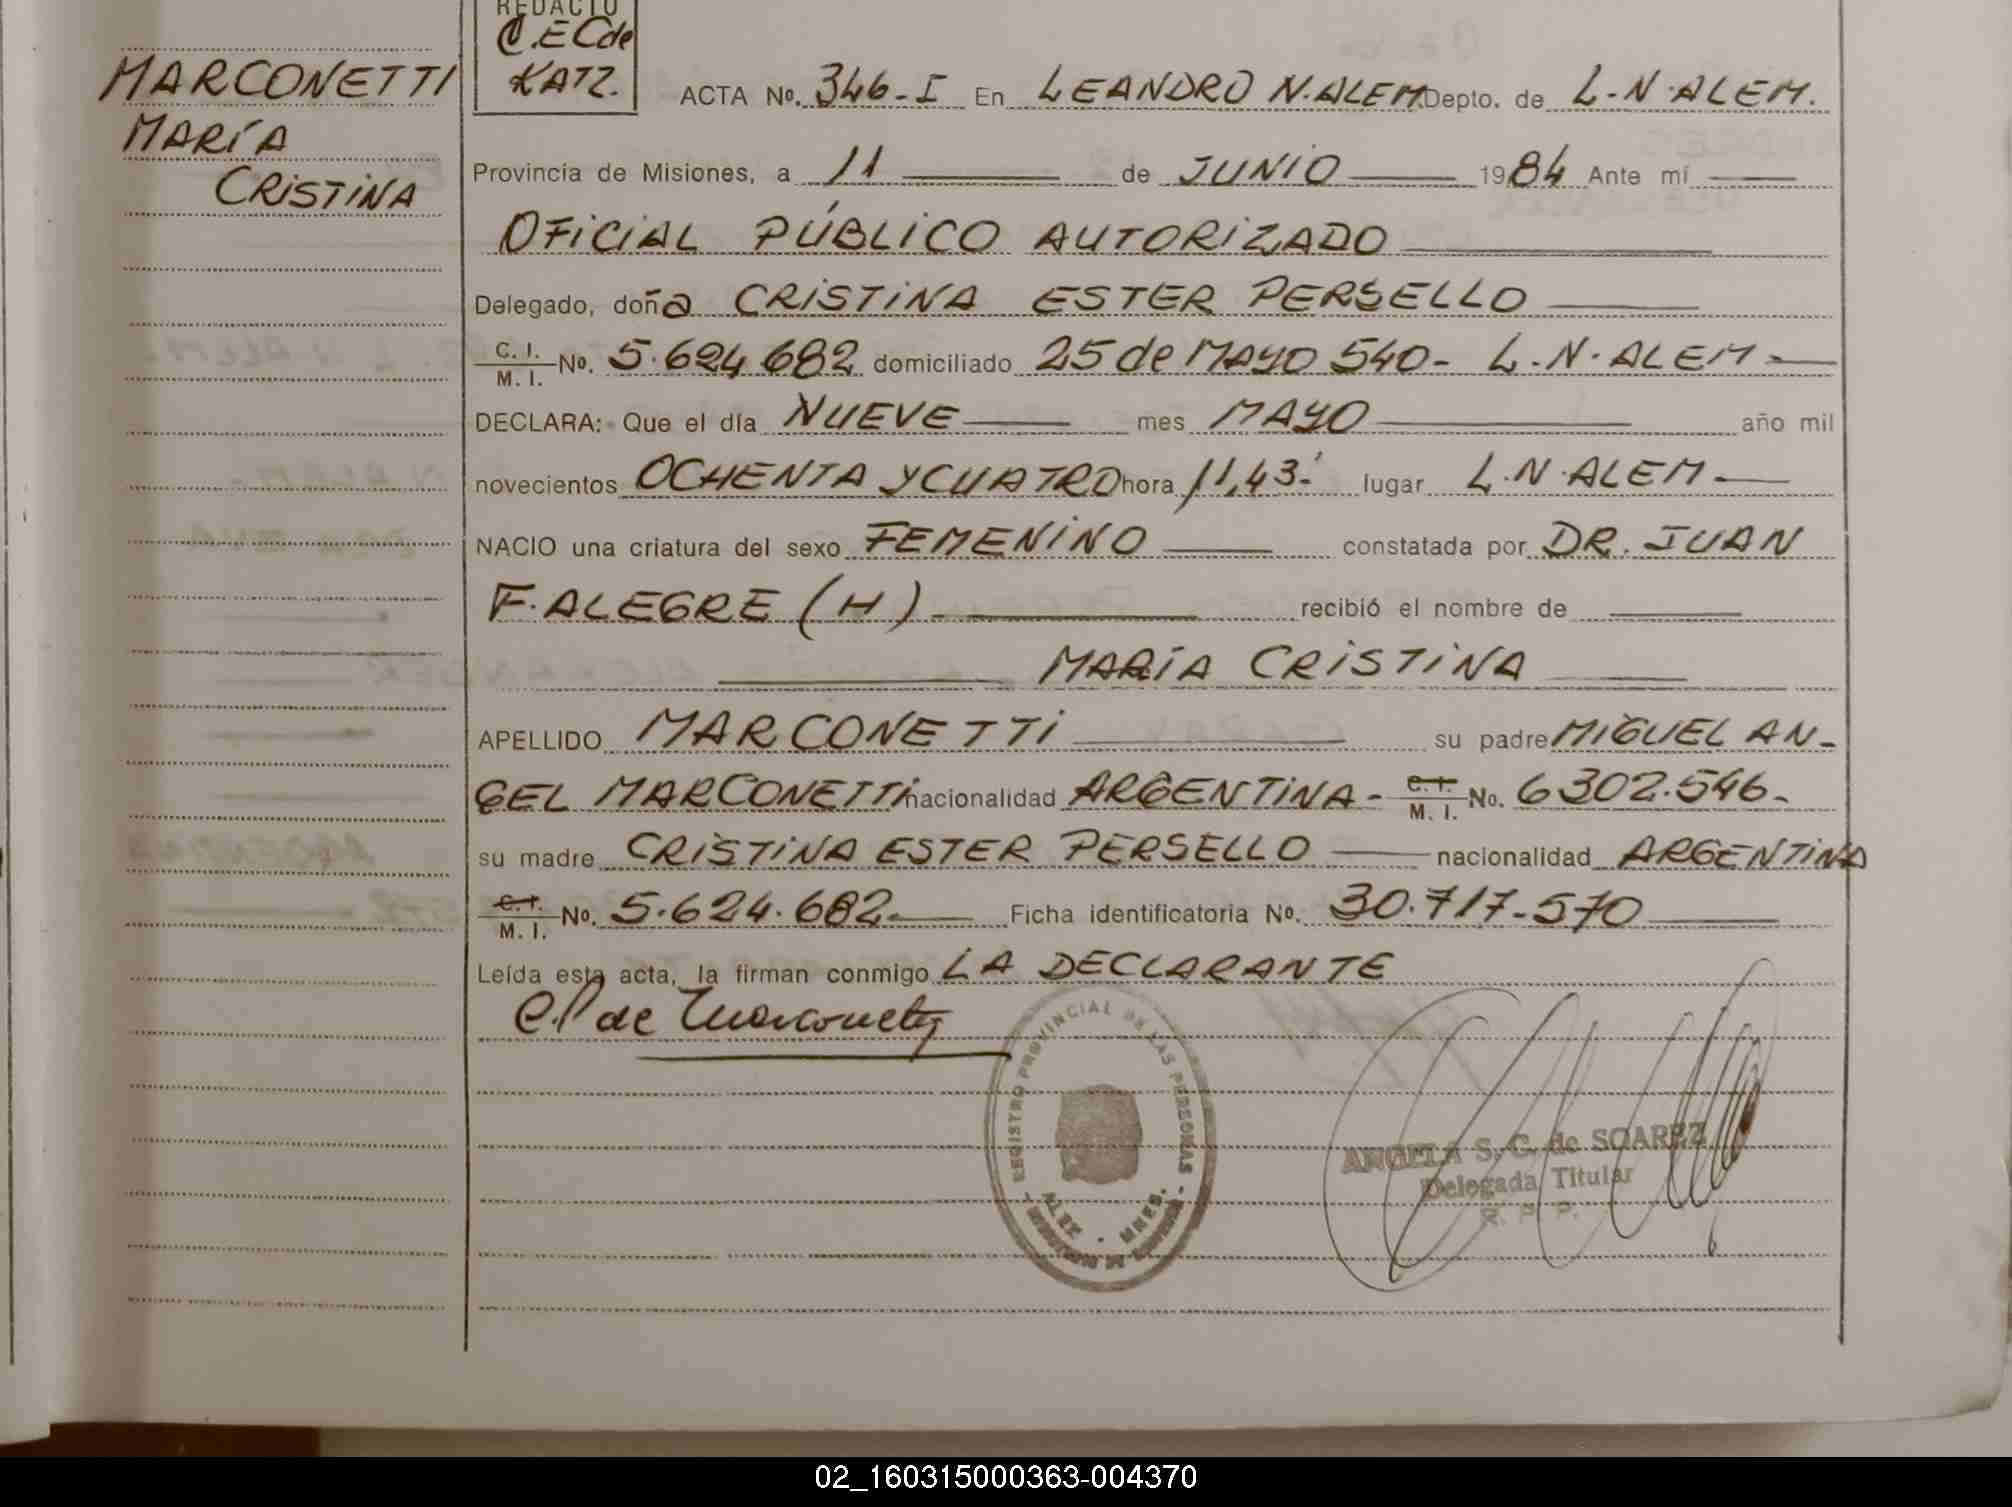 REDACTO
C.E.C de
KATZ.
MARCONETTI
MARÍA
CRISTINA
ACTA Nº. 346-I En LEANDRO N.ALEM Depto. de L-N-ALEM.
Provincia de Misiones, a 11 de JUNIO 1984 Ante mí
OFICIAL PÚBLICO AUTORIZADO
Delegado, doña CRISTINA ESTER PERSELLO
C. I. / M. I. Nº. 5.624.682 domiciliado 25 de MAYO 540- L-N-ALEM-
DECLARA: Que el día NUEVE mes MAYO año mil
novecientos OCHENTA Y CUATRO hora 11,43.' lugar L.N.ALEM-
NACIO una criatura del sexo FEMENINO constatada por DR. JUAN
F. ALEGRE (H) recibió el nombre de
MARÍA CRISTINA
APELLIDO MARCONETTI su padre MIGUEL AN-
GEL MARCONETTI nacionalidad ARGENTINA- C. I. / M. I. No. 6302.546-
su madre CRISTINA ESTER PERSELLO nacionalidad ARGENTINA
C. I. / M. I. Nº. 5.624.682 Ficha identificatoria Nº. 30.717-570
Leída esta acta, la firman conmigo LA DECLARANTE
C.P de Marconetti
REGISTRO PROVINCIAL DE LAS PERSONAS
ALEM - MNES.
ANGELA S. C. de SOAREZ
Delegada Titular
R. P. P.
02_160315000363-004370